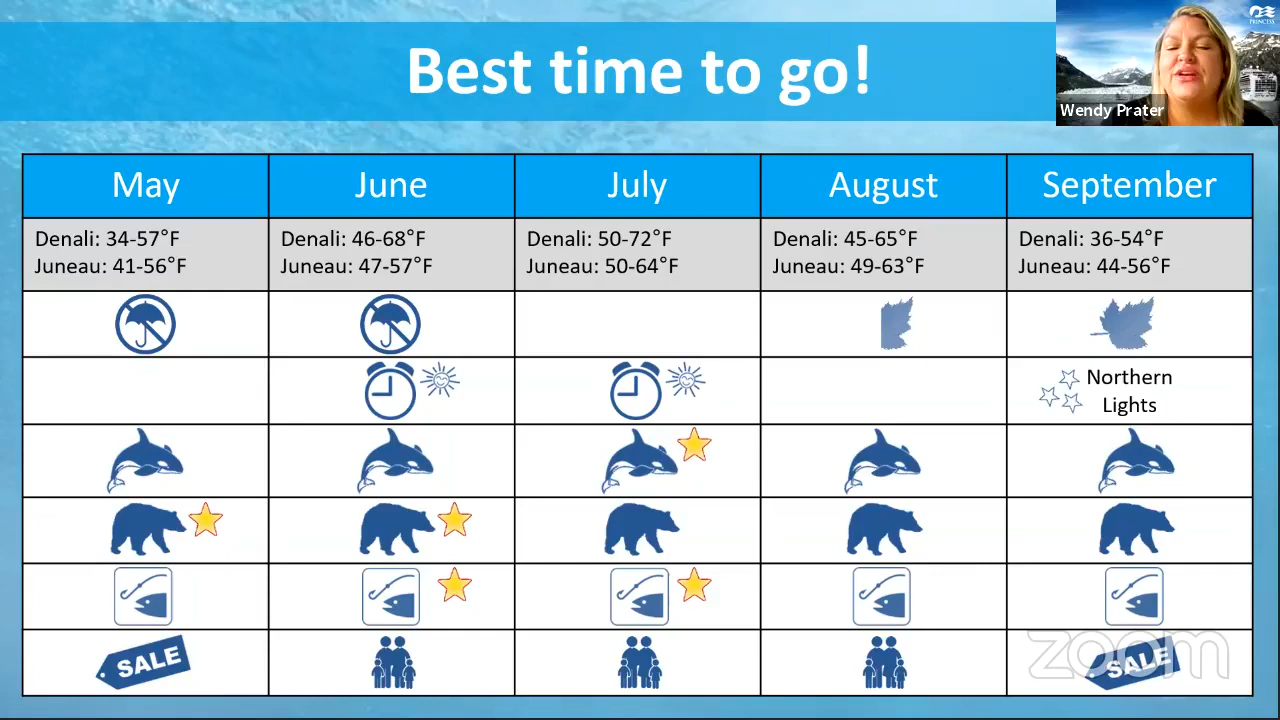 Best time to go!
PRINCESS
Wendy Prater
May June July August September
Denali: 34-57°F Denali: 46-68°F Denali: 50-72°F Denali: 45-65°F Denali: 36-54°F
Juneau: 41-56°F Juneau: 47-57°F Juneau: 50-64°F Juneau: 49-63°F Juneau: 44-56°F
Northern
Lights
SALE SALE
zoom